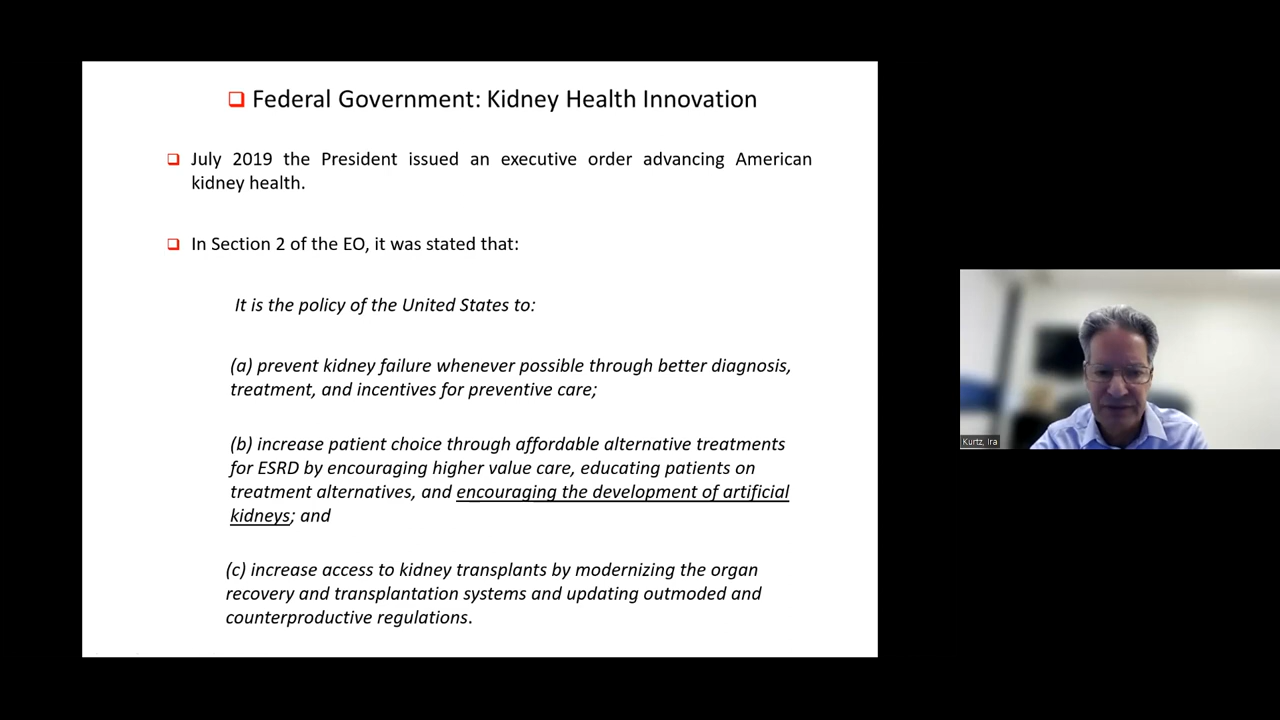 Federal Government: Kidney Health Innovation
July 2019 the President issued an executive order advancing American
kidney health.
In Section 2 of the EO, it was stated that:
It is the policy of the United States to:
(a) prevent kidney failure whenever possible through better diagnosis,
treatment, and incentives for preventive care;
(b) increase patient choice through affordable alternative treatments
for ESRD by encouraging higher value care, educating patients on
treatment alternatives, and encouraging the development of artificial
kidneys; and
(c) increase access to kidney transplants by modernizing the organ
recovery and transplantation systems and updating outmoded and
counterproductive regulations.
Kurtz, Ira